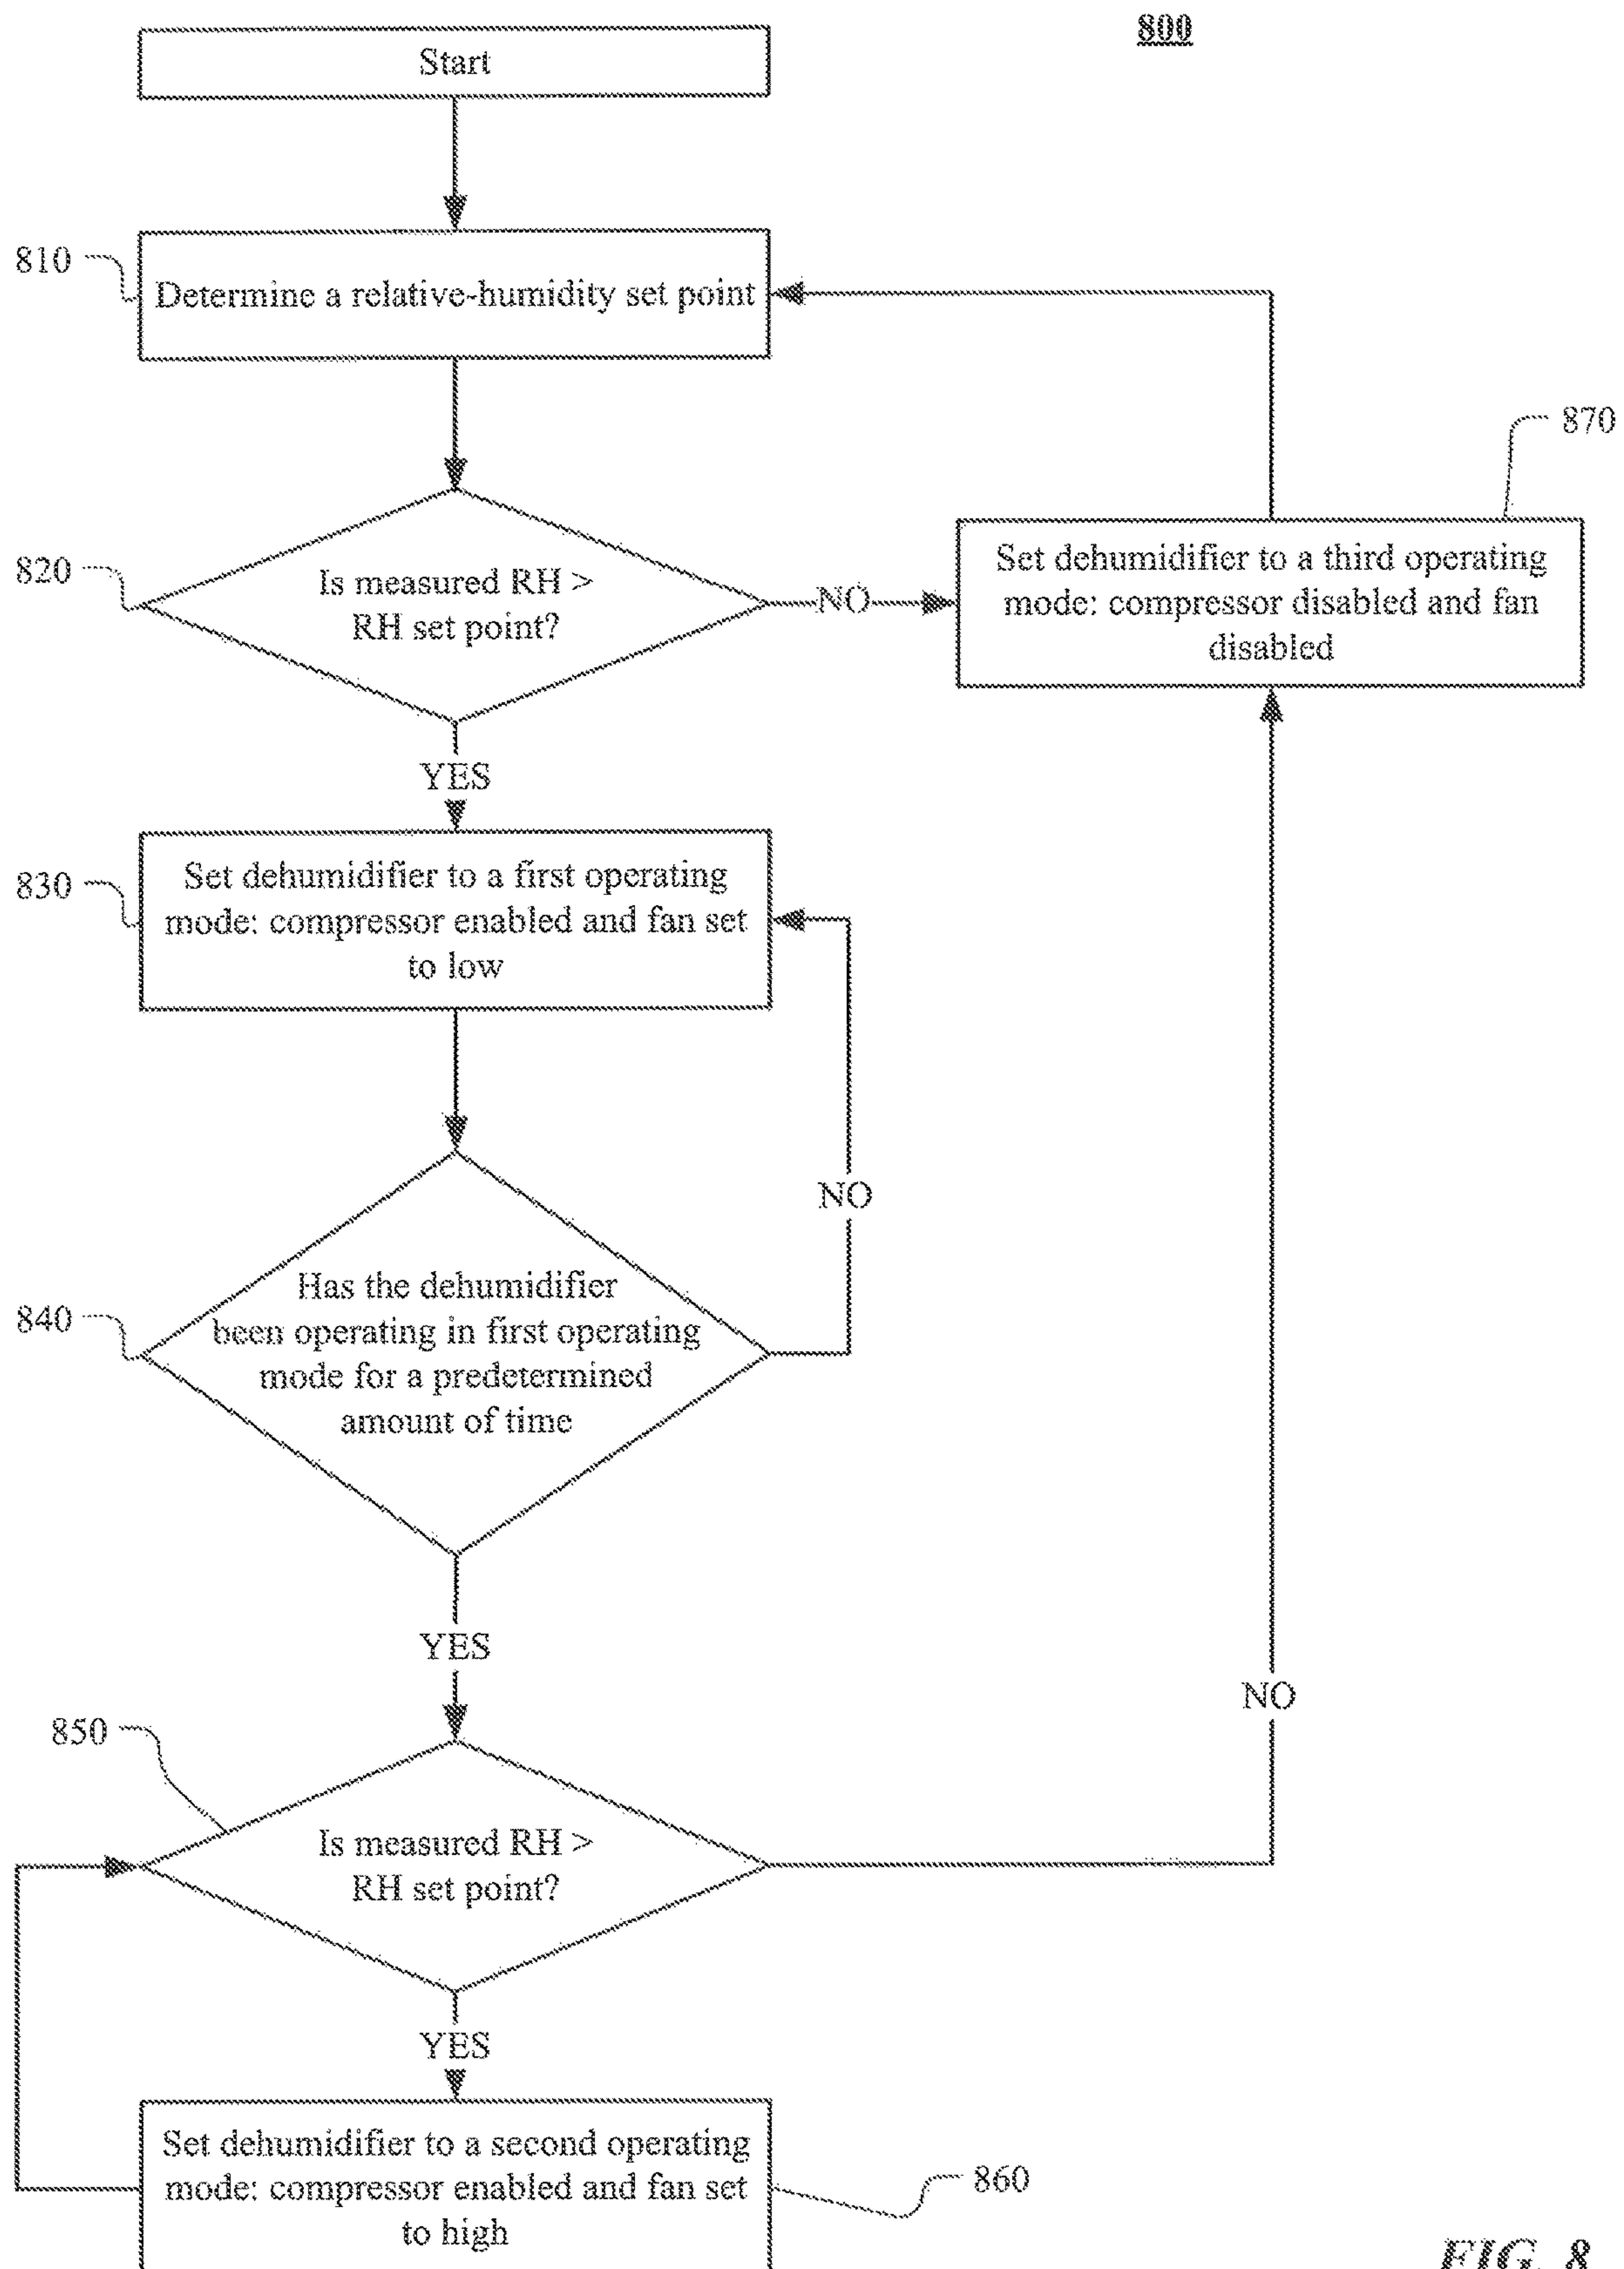 800
Start
810
Determine a relative-humidity set point
870
Set dehumidifier to a third operating
mode: compressor disabled and fan
disabled
820
Is measured RH >
RH set point?
NO
YES
830
Set dehumidifier to a first operating
mode: compressor enabled and fan set
to low
NO
840
Has the dehumidifier
been operating in first operating
mode for a predetermined
amount of time
YES
NO
850
Is measured RH >
RH set point?
YES
Set dehumidifier to a second operating
mode: compressor enabled and fan set
to high
860
FIG. 8